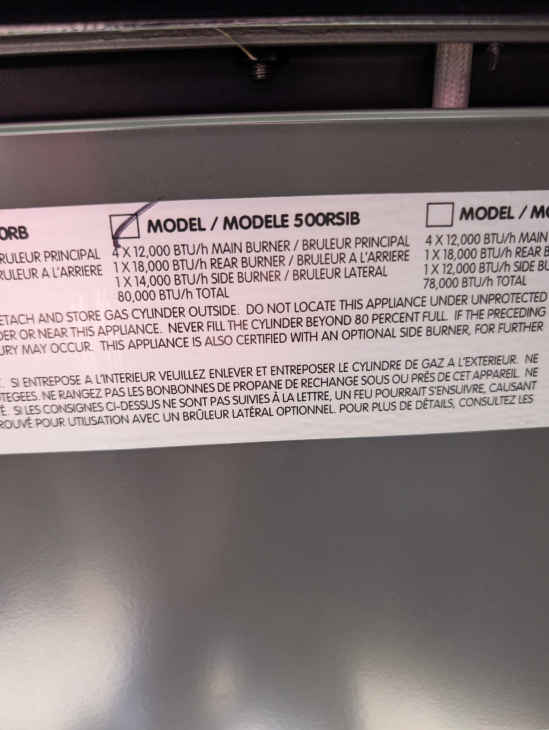 ORB
MODEL / MODELE 500RSIB
MODEL / MO
BRULEUR PRINCIPAL
RULEUR A L'ARRIERE
4 X 12,000 BTU/h MAIN BURNER / BRULEUR PRINCIPAL
1 X 18,000 BTU/h REAR BURNER / BRULEUR A L'ARRIERE
1 X 14,000 BTU/h SIDE BURNER / BRULEUR LATERAL
80,000 BTU/h TOTAL
4 X 12,000 BTU/h MAIN
1 X 18,000 BTU/h REAR B
1 X 12,000 BTU/h SIDE BU
78,000 BTU/h TOTAL
ETACH AND STORE GAS CYLINDER OUTSIDE. DO NOT LOCATE THIS APPLIANCE UNDER UNPROTECTED
DER OR NEAR THIS APPLIANCE. NEVER FILL THE CYLINDER BEYOND 80 PERCENT FULL. IF THE PRECEDING
URY MAY OCCUR. THIS APPLIANCE IS ALSO CERTIFIED WITH AN OPTIONAL SIDE BURNER, FOR FURTHER
. SI ENTREPOSE A L'INTERIEUR VEUILLEZ ENLEVER ET ENTREPOSER LE CYLINDRE DE GAZ A L'EXTERIEUR. NE
TEGEES. NE RANGEZ PAS LES BONBONNES DE PROPANE DE RECHANGE SOUS OU PRÉS DE CET APPAREIL. NE
É. SI LES CONSIGNES CI-DESSUS NE SONT PAS SUIVIES À LA LETTRE, UN FEU POURRAIT S'ENSUIVRE, CAUSANT
ROUVÉ POUR UTILISATION AVEC UN BRÛLEUR LATÉRAL OPTIONNEL. POUR PLUS DE DÉTAILS, CONSULTEZ LES